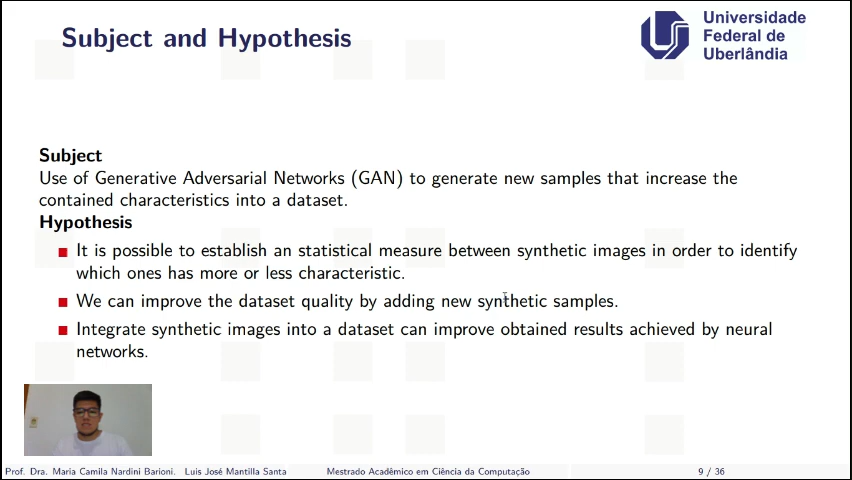 Subject and Hypothesis
Universidade
Federal de
Uberlândia
Subject
Use of Generative Adversarial Networks (GAN) to generate new samples that increase the
contained characteristics into a dataset.
Hypothesis
It is possible to establish an statistical measure between synthetic images in order to identify
which ones has more or less characteristic.
We can improve the dataset quality by adding new synthetic samples.
Integrate synthetic images into a dataset can improve obtained results achieved by neural
networks.
Prof. Dra. Maria Camila Nardini Barioni. Luis José Mantilla Santa Mestrado Acadêmico em Ciência da Computação 9 / 36